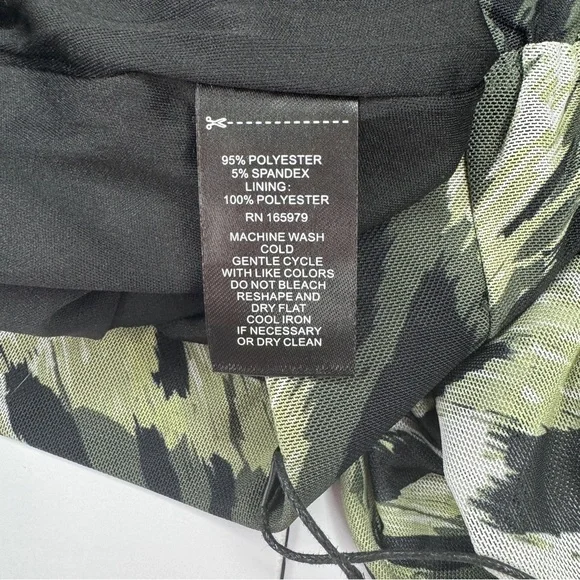 95% POLYESTER
5% SPANDEX
LINING:
100% POLYESTER
RN 165979
MACHINE WASH
COLD
GENTLE CYCLE
WITH LIKE COLORS
DO NOT BLEACH
RESHAPE AND
DRY FLAT
COOL IRON
IF NECESSARY
OR DRY CLEAN